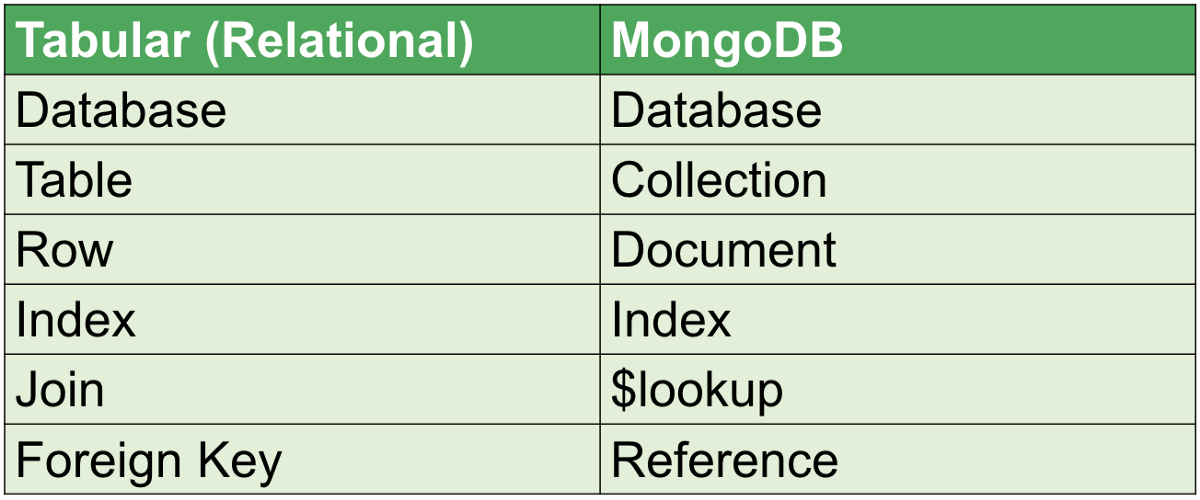 Tabular (Relational) MongoDB
Database Database
Table Collection
Row Document
Index Index
Join $lookup
Foreign Key Reference